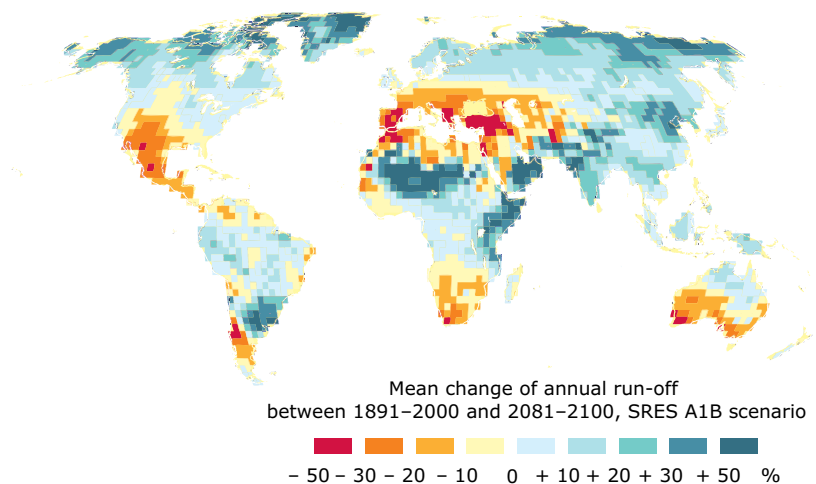 Mean change of annual run-off
between 1891–2000 and 2081–2100, SRES A1B scenario
– 50 – 30 – 20 – 10 0 + 10 + 20 + 30 + 50 %